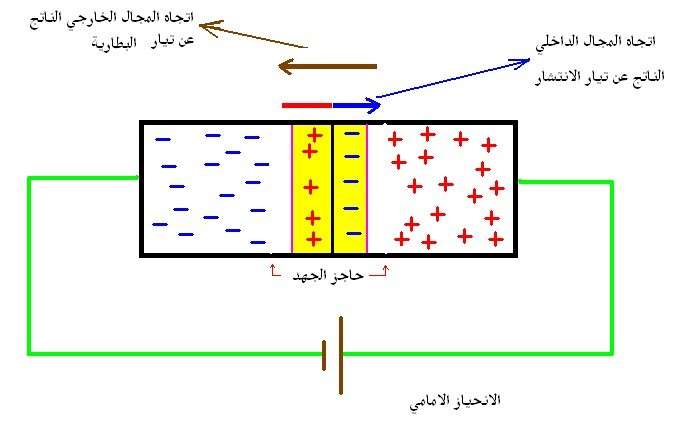 اتجاه المجال الخارجي الناتج
عن تيار البطارية
اتجاه المجال الداخلي
الناتج عن تيار الانتشار
حاجز الجهد
الانحياز الامامي